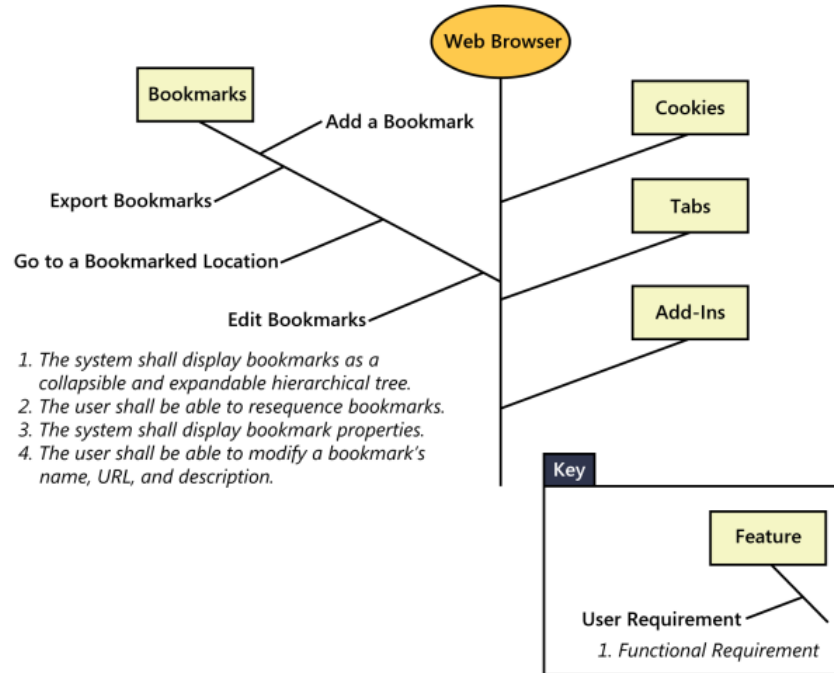 Web Browser
Bookmarks
Add a Bookmark
Export Bookmarks
Go to a Bookmarked Location
Edit Bookmarks
1. The system shall display bookmarks as a
collapsible and expandable hierarchical tree.
2. The user shall be able to resequence bookmarks.
3. The system shall display bookmark properties.
4. The user shall be able to modify a bookmark's
name, URL, and description.
Cookies
Tabs
Add-Ins
Key
Feature
User Requirement
1. Functional Requirement